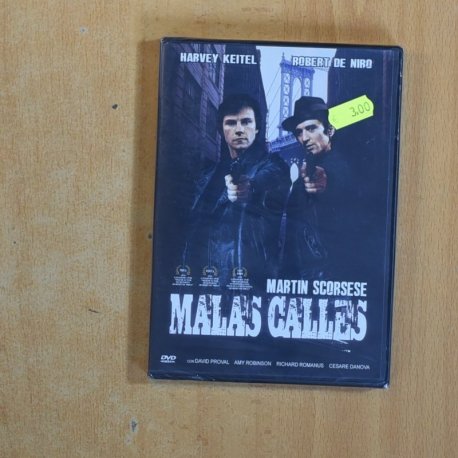 HARVEY KEITEL ROBERT DE NIRO
3.00
MARTIN SCORSESE
MALAS CALLES
DVD
CON DAVID PROVAL AMY ROBINSON RICHARD ROMANUS CESARE DANOVA